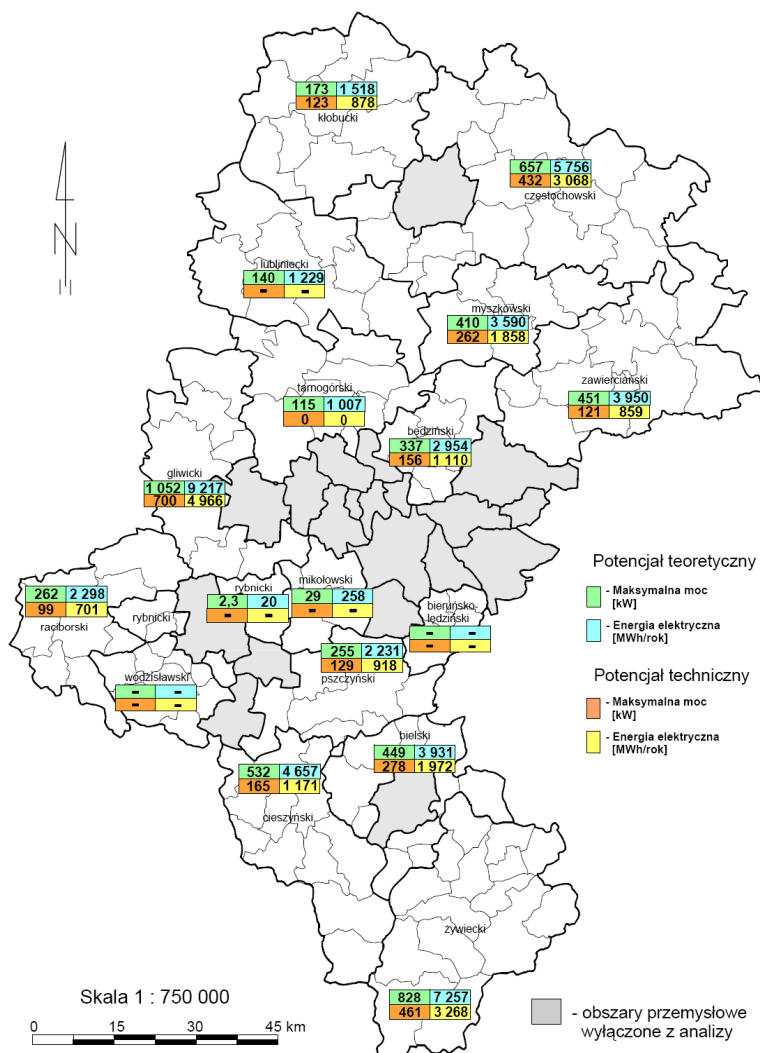 173 1 518
123 878
kłobucki
657 5 756
432 3 068
częstochowski
N
lubliniecki
140 1 229
- -
myszkowski
410 3 590
262 1 858
zawierciański
451 3 950
121 859
tarnogórski
115 1 007
0 0
będziński
337 2 954
156 1 110
gliwicki
1 052 9 217
700 4 966
262 2 298
99 701
raciborski
rybnicki
rybnicki
2,3 20
- -
mikołowski
29 258
- -
bieruńsko-
lędziński
- -
- -
255 2 231
129 918
pszczyński
wodzisławski
- -
- -
bielski
449 3 931
278 1 972
532 4 657
165 1 171
cieszyński
żywiecki
828 7 257
461 3 268
Potencjał teoretyczny
- Maksymalna moc
[kW]
- Energia elektryczna
[MWh/rok]
Potencjał techniczny
- Maksymalna moc
[kW]
- Energia elektryczna
[MWh/rok]
Skala 1 : 750 000
0 15 30 45 km
- obszary przemysłowe
wyłączone z analizy